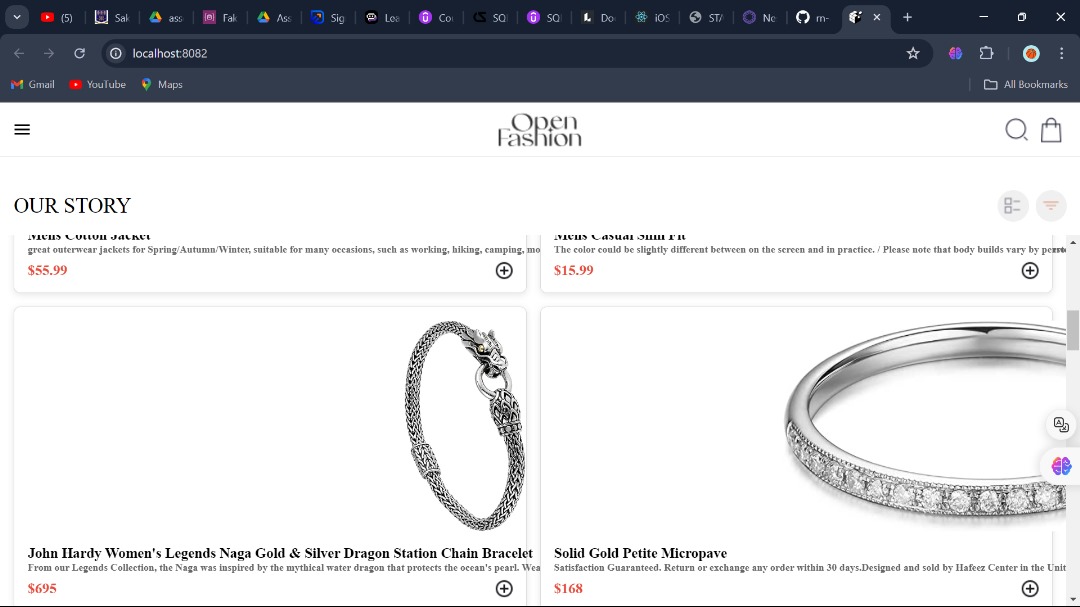 (5)
Sal
ass
Fal
Ass
Sig
Lea
Co
SQ
SQ
Do
iOS
ST/
Ne
rn-
localhost:8082
Gmail
YouTube
Maps
All Bookmarks
Open
Fashion
OUR STORY
Mens Cotton Jacket
great outerwear jackets for Spring/Autumn/Winter, suitable for many occasions, such as working, hiking, camping, mo
$55.99
Mens Casual Slim Fit
The color could be slightly different between on the screen and in practice. / Please note that body builds vary by
$15.99
John Hardy Women's Legends Naga Gold & Silver Dragon Station Chain Bracelet
From our Legends Collection, the Naga was inspired by the mythical water dragon that protects the ocean's pearl. Wea
$695
Solid Gold Petite Micropave
Satisfaction Guaranteed. Return or exchange any order within 30 days.Designed and sold by Hafeez Center in the Unit
$168